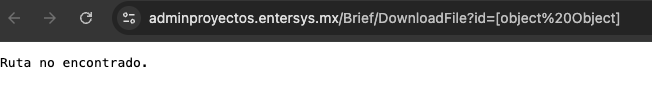 adminproyectos.entersys.mx/Brief/DownloadFile?id=[object%20Object]
Ruta no encontrado.